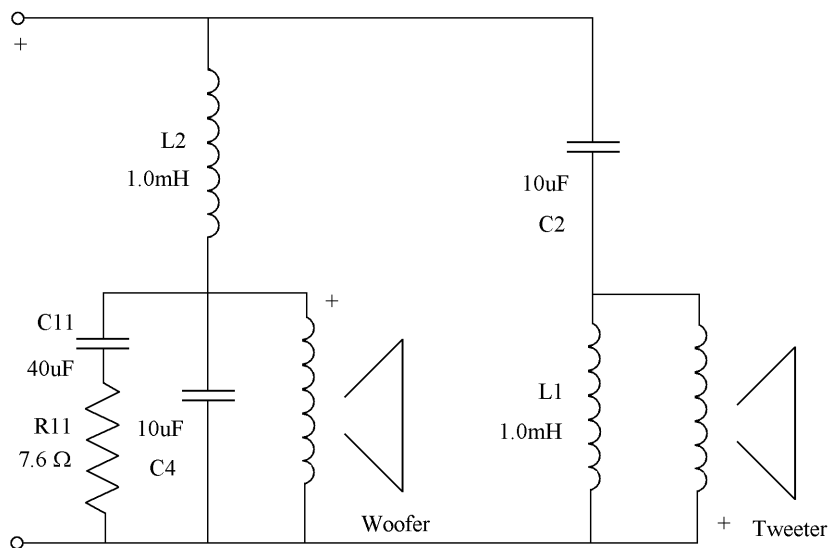 +
L2
1.0mH
10uF
C2
+
C11
40uF
R11
7.6 Ω
10uF
C4
L1
1.0mH
Woofer
+
Tweeter